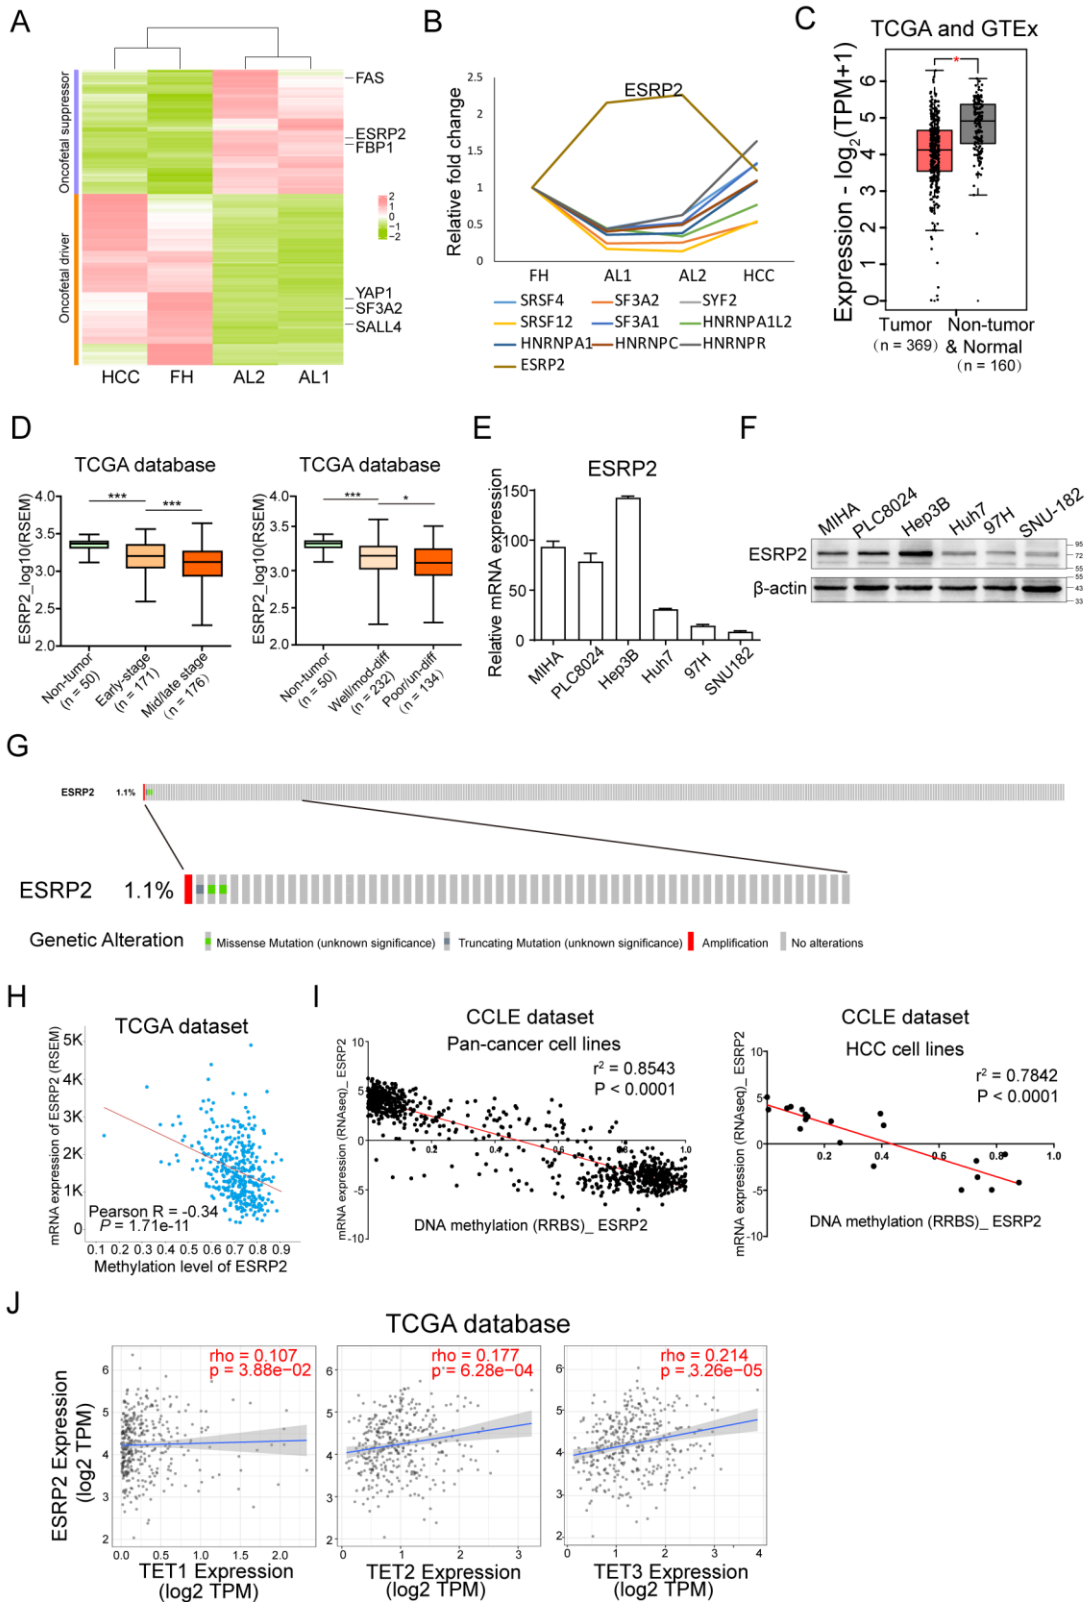 A
Oncofetal suppressor
Oncofetal driver
FAS
ESRP2
FBP1
YAP1
SF3A2
SALL4
2
1
0
−1
−2
HCC FH AL2 AL1
B
ESRP2
Relative fold change
2.5
2
1.5
1
0.5
0
FH AL1 AL2 HCC
SRSF4 SF3A2 SYF2
SRSF12 SF3A1 HNRNPA1L2
HNRNPA1 HNRNPC HNRNPR
ESRP2
C
TCGA and GTEx
*
Expression - log2(TPM+1)
6
5
4
3
2
1
0
Tumor
(n = 369)
Non-tumor
& Normal
(n = 160)
D
TCGA database
ESRP2_log10(RSEM)
4.0
3.5
3.0
2.5
2.0
*** ***
Non-tumor
(n = 50)
Early-stage
(n = 171)
Mid/late stage
(n = 176)
TCGA database
ESRP2_log10(RSEM)
4.0
3.5
3.0
2.5
2.0
*** *
Non-tumor
(n = 50)
Well/mod-diff
(n = 232)
Poor/un-diff
(n = 134)
E
ESRP2
Relative mRNA expression
150
100
50
0
MIHA
PLC8024
Hep3B
Huh7
97H
SNU182
F
MIHA
PLC8024
Hep3B
Huh7
97H
SNU-182
ESRP2
β-actin
95
72
55
55
43
33
G
ESRP2 1.1%
ESRP2 1.1%
Genetic Alteration
Missense Mutation (unknown significance)
Truncating Mutation (unknown significance)
Amplification
No alterations
H
TCGA dataset
mRNA expression of ESRP2 (RSEM)
5K
4K
3K
2K
1K
0
Pearson R = -0.34
P = 1.71e-11
0.1 0.2 0.3 0.4 0.5 0.6 0.7 0.8 0.9
Methylation level of ESRP2
I
CCLE dataset
Pan-cancer cell lines
r2 = 0.8543
P < 0.0001
mRNA expression (RNAseq)_ ESRP2
10
5
0
-5
-10
0.2 0.4 0.6 0.8 1.0
DNA methylation (RRBS)_ ESRP2
CCLE dataset
HCC cell lines
r2 = 0.7842
P < 0.0001
mRNA expression (RNAseq)_ ESRP2
10
5
0
-5
-10
0.2 0.4 0.6 0.8 1.0
DNA methylation (RRBS)_ ESRP2
J
TCGA database
ESRP2 Expression
(log2 TPM)
rho = 0.107
p = 3.88e−02
6
5
4
3
2
0.0 0.5 1.0 1.5 2.0
TET1 Expression
(log2 TPM)
rho = 0.177
p = 6.28e−04
6
5
4
3
2
0 1 2 3
TET2 Expression
(log2 TPM)
rho = 0.214
p = 3.26e−05
6
5
4
3
2
0 1 2 3 4
TET3 Expression
(log2 TPM)